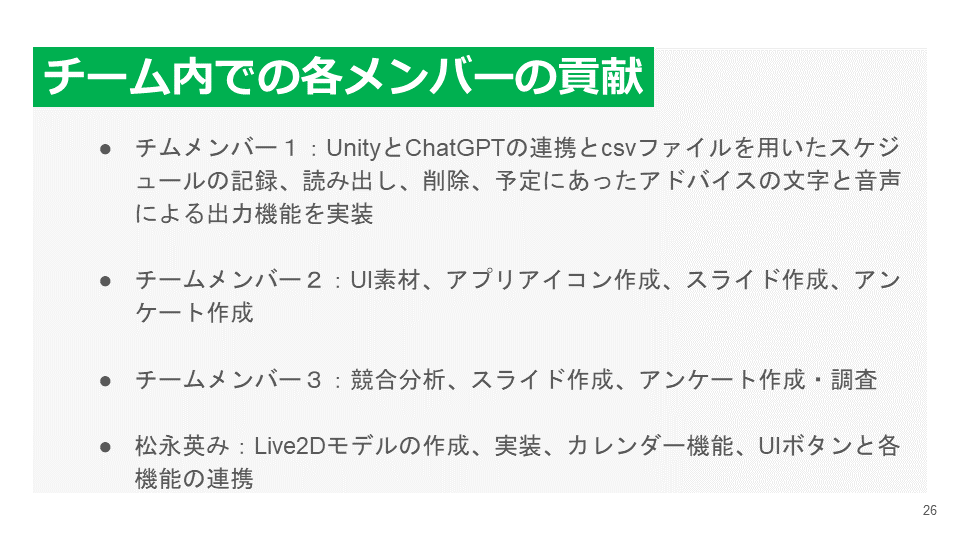 チーム内での各メンバーの貢献
● チムメンバー１：UnityとChatGPTの連携とcsvファイルを用いたスケジ
ュールの記録、読み出し、削除、予定にあったアドバイスの文字と音声
による出力機能を実装
● チームメンバー２：UI素材、アプリアイコン作成、スライド作成、アン
ケート作成
● チームメンバー３：競合分析、スライド作成、アンケート作成・調査
● 松永英み：Live2Dモデルの作成、実装、カレンダー機能、UIボタンと各
機能の連携
26